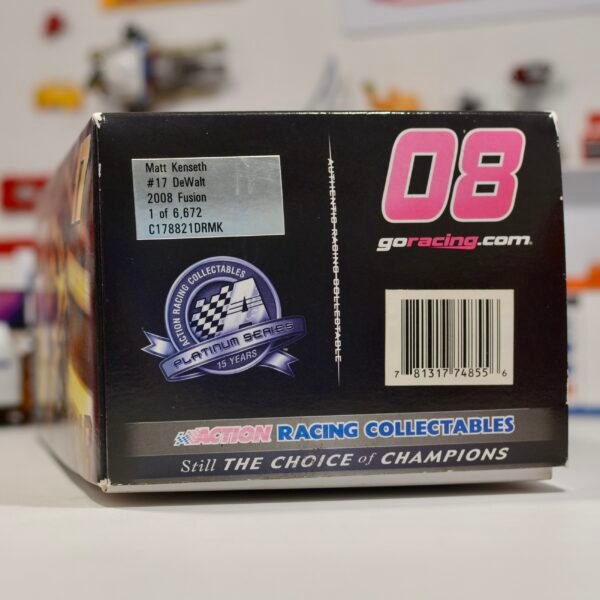 Matt Kenseth
#17 DeWalt
2008 Fusion
1 of 6,672
C178821DRMK
ACTION RACING COLLECTABLES
PLATINUM SERIES
15 YEARS
AUTHENTIC RACING COLLECTABLE
08
goracing.com
7 81317 74855 6
ACTION RACING COLLECTABLES
Still THE CHOICE of CHAMPIONS